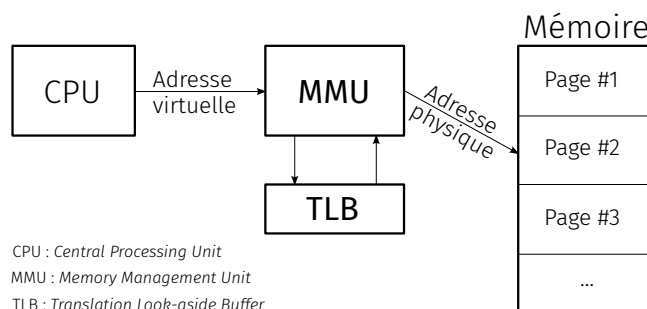 Mémoire
CPU
Adresse
virtuelle
MMU
Adresse
physique
Page #1
Page #2
TLB
Page #3
...
CPU : Central Processing Unit
MMU : Memory Management Unit
TLB : Translation Look-aside Buffer